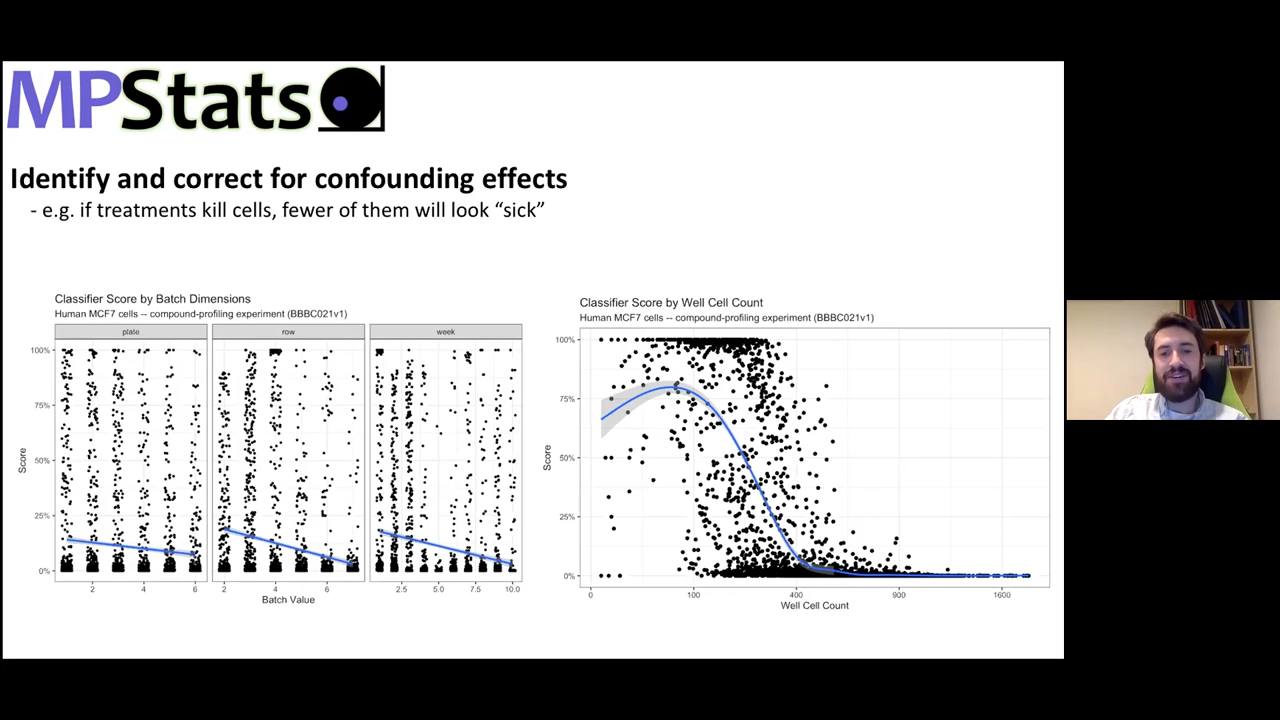 MPStats
Identify and correct for confounding effects
- e.g. if treatments kill cells, fewer of them will look “sick”
Classifier Score by Batch Dimensions
Human MCF7 cells -- compound-profiling experiment (BBBC021v1)
plate
row
week
100%
75%
50%
25%
0%
Score
2 4 6
2 4 6
2.5 5.0 7.5 10.0
Batch Value
Classifier Score by Well Cell Count
Human MCF7 cells -- compound-profiling experiment (BBBC021v1)
100%
75%
50%
25%
0%
Score
0 100 400 900 1600
Well Cell Count